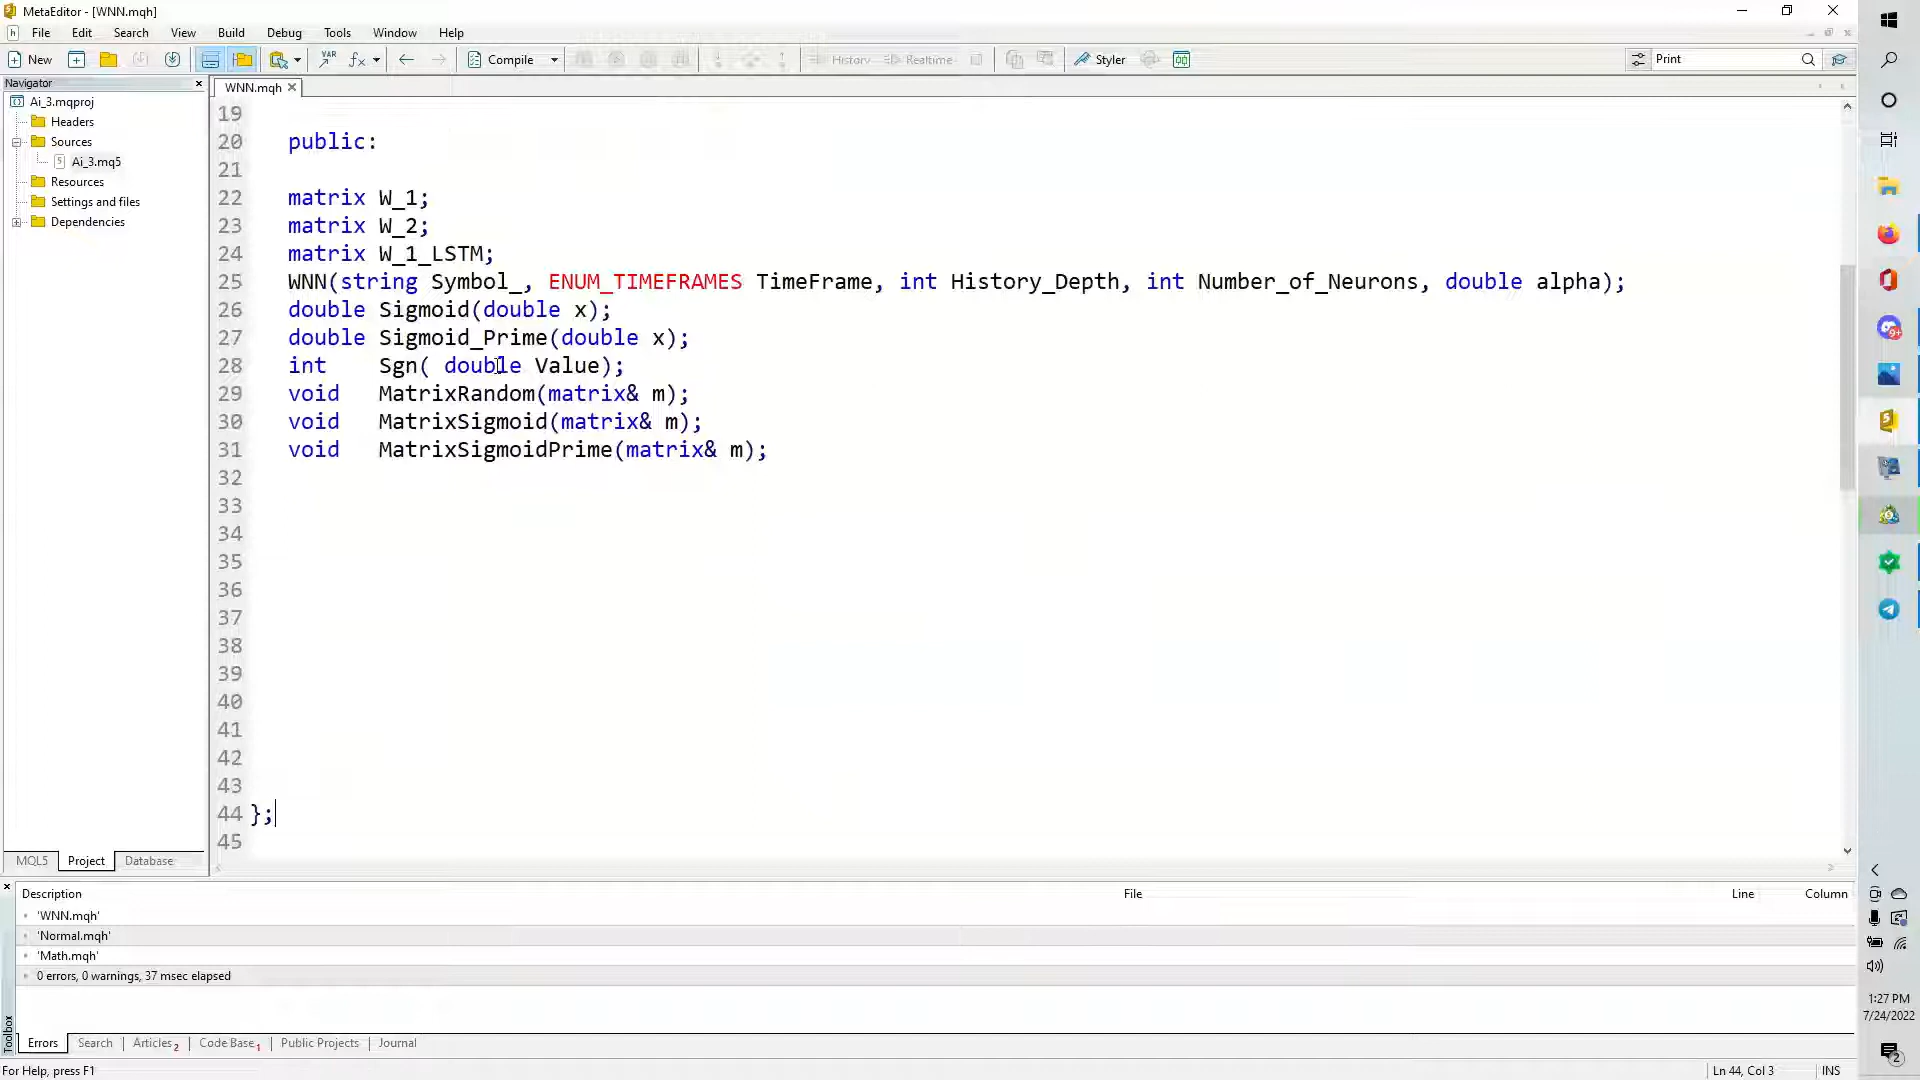 MetaEditor - [WNN.mqh]
File Edit Search View Build Debug Tools Window Help
New Compile History Realtime Styler Print
Navigator
WNN.mqh
Ai_3.mqproj
Headers
Sources
Ai_3.mq5
Resources
Settings and files
Dependencies
MQL5 Project Database
19
20 public:
21
22 matrix W_1;
23 matrix W_2;
24 matrix W_1_LSTM;
25 WNN(string Symbol_, ENUM_TIMEFRAMES TimeFrame, int History_Depth, int Number_of_Neurons, double alpha);
26 double Sigmoid(double x);
27 double Sigmoid_Prime(double x);
28 int Sgn( double Value);
29 void MatrixRandom(matrix& m);
30 void MatrixSigmoid(matrix& m);
31 void MatrixSigmoidPrime(matrix& m);
32
33
34
35
36
37
38
39
40
41
42
43
44 };
45
Description File Line Column
'WNN.mqh'
'Normal.mqh'
'Math.mqh'
0 errors, 0 warnings, 37 msec elapsed
Toolbox
Errors Search Articles 2 Code Base 1 Public Projects Journal
For Help, press F1 Ln 44, Col 3 INS
9+
1:27 PM
7/24/2022
2